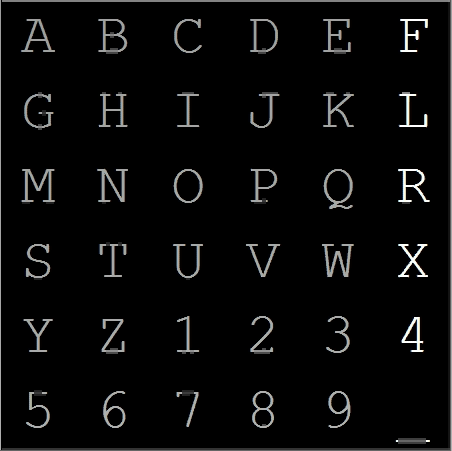 A B C D E F
G H I J K L
M N O P Q R
S T U V W X
Y Z 1 2 3 4
5 6 7 8 9 _